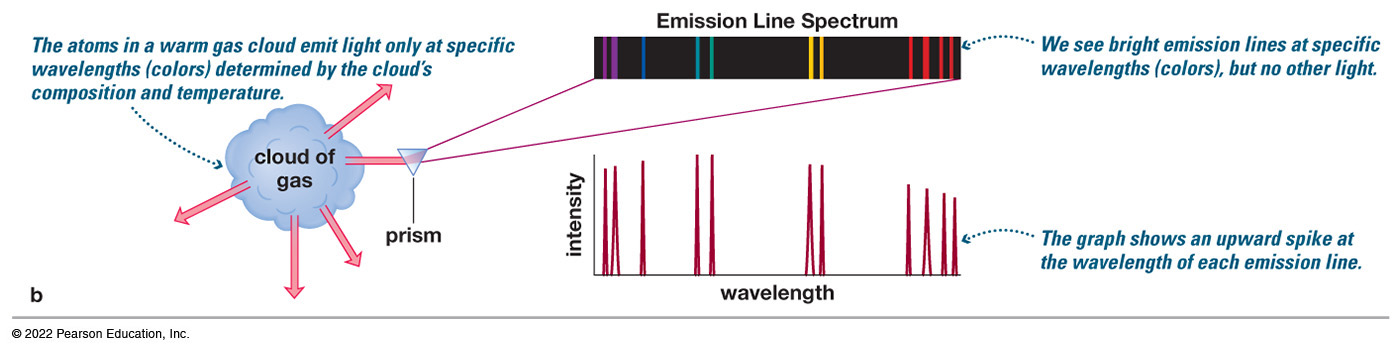 Emission Line Spectrum
The atoms in a warm gas cloud emit light only at specific
wavelengths (colors) determined by the cloud's
composition and temperature.
We see bright emission lines at specific
wavelengths (colors), but no other light.
cloud of
gas
prism
intensity
wavelength
The graph shows an upward spike at
the wavelength of each emission line.
b
© 2022 Pearson Education, Inc.